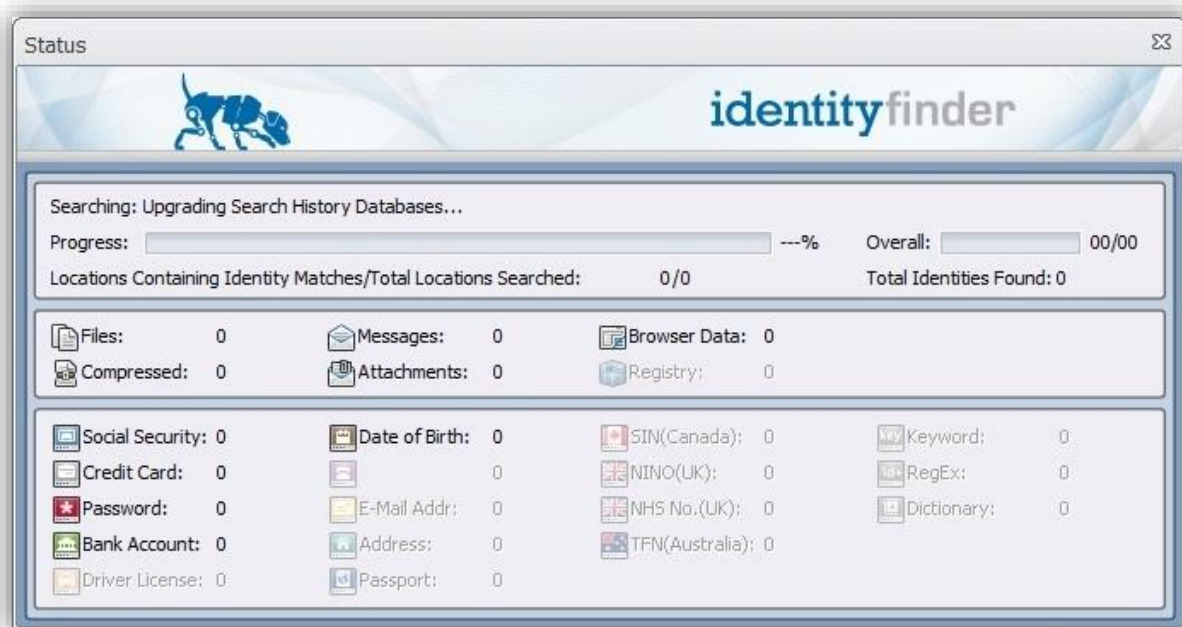 Status
identityfinder
Searching: Upgrading Search History Databases...
Progress: ---% Overall: 00/00
Locations Containing Identity Matches/Total Locations Searched: 0/0 Total Identities Found: 0
Files: 0 Messages: 0 Browser Data: 0
Compressed: 0 Attachments: 0 Registry: 0
Social Security: 0 Date of Birth: 0 SIN(Canada): 0 Keyword: 0
Credit Card: 0 0 NINO(UK): 0 RegEx: 0
Password: 0 E-Mail Addr: 0 NHS No.(UK): 0 Dictionary: 0
Bank Account: 0 Address: 0 TFN(Australia): 0
Driver License: 0 Passport: 0